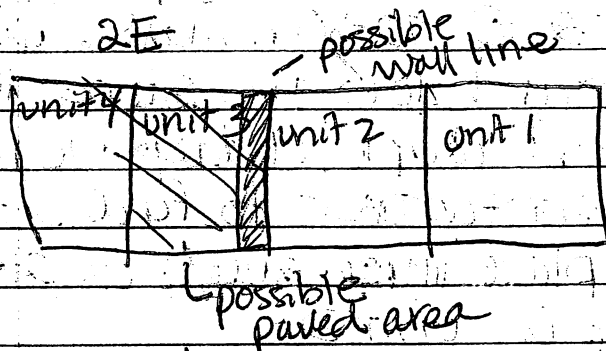 2E
possible
wall line
unit 4 unit 3 unit 2 unit 1
possible
paved area